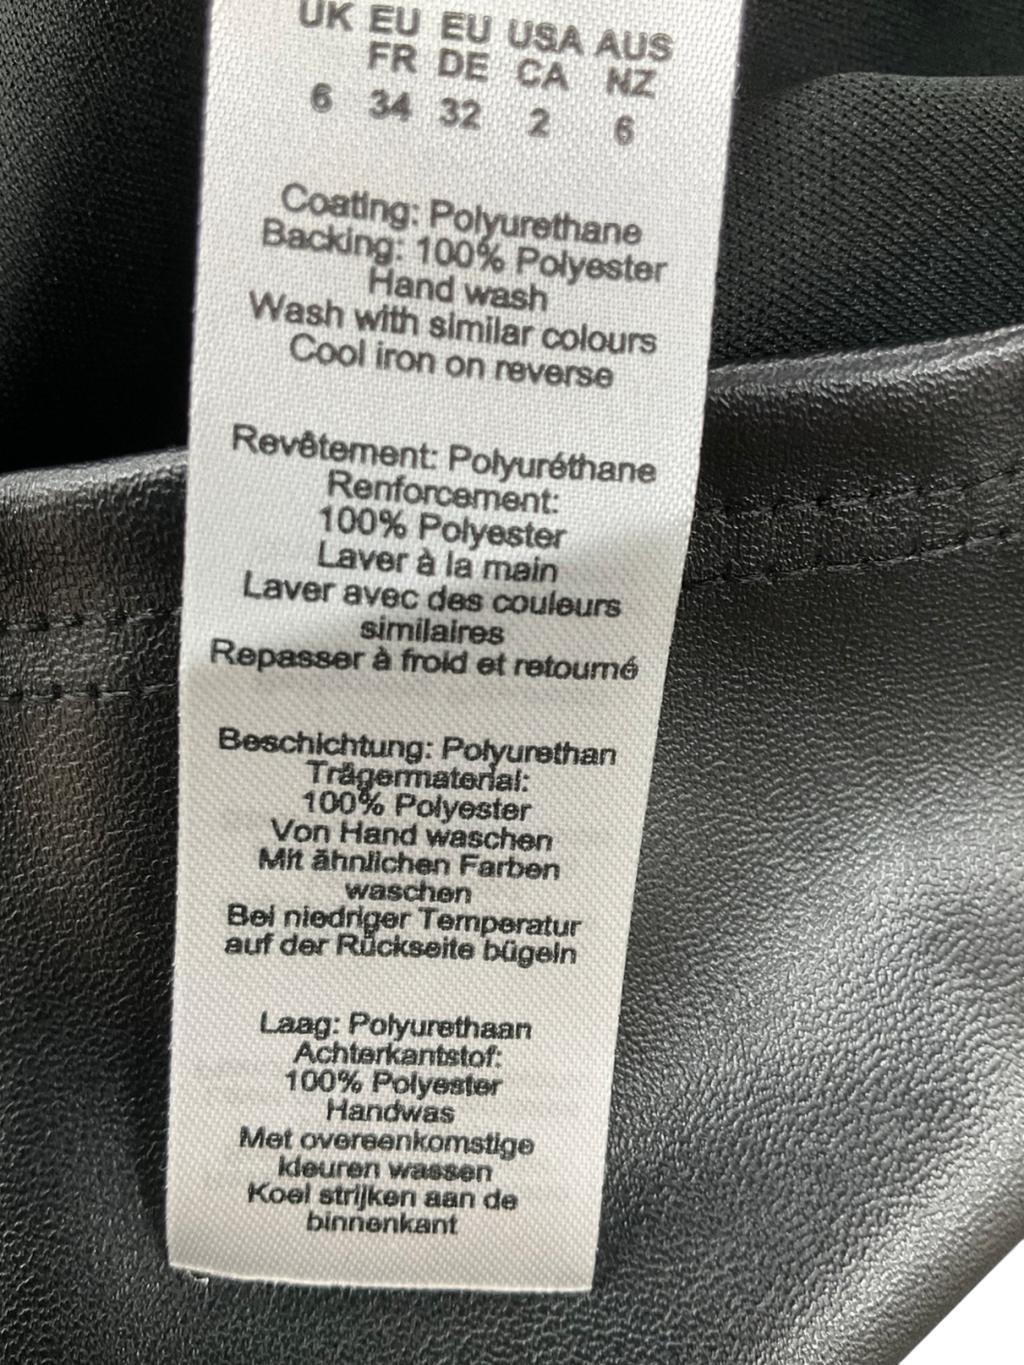 UK EU EU USA AUS
FR DE CA NZ
6 34 32 2 6
Coating: Polyurethane
Backing: 100% Polyester
Hand wash
Wash with similar colours
Cool iron on reverse
Revêtement: Polyuréthane
Renforcement:
100% Polyester
Laver à la main
Laver avec des couleurs
similaires
Repasser à froid et retourné
Beschichtung: Polyurethan
Trägermaterial:
100% Polyester
Von Hand waschen
Mit ähnlichen Farben
waschen
Bei niedriger Temperatur
auf der Rückseite bügeln
Laag: Polyurethaan
Achterkantstof:
100% Polyester
Handwas
Met overeenkomstige
kleuren wassen
Koel strijken aan de
binnenkant